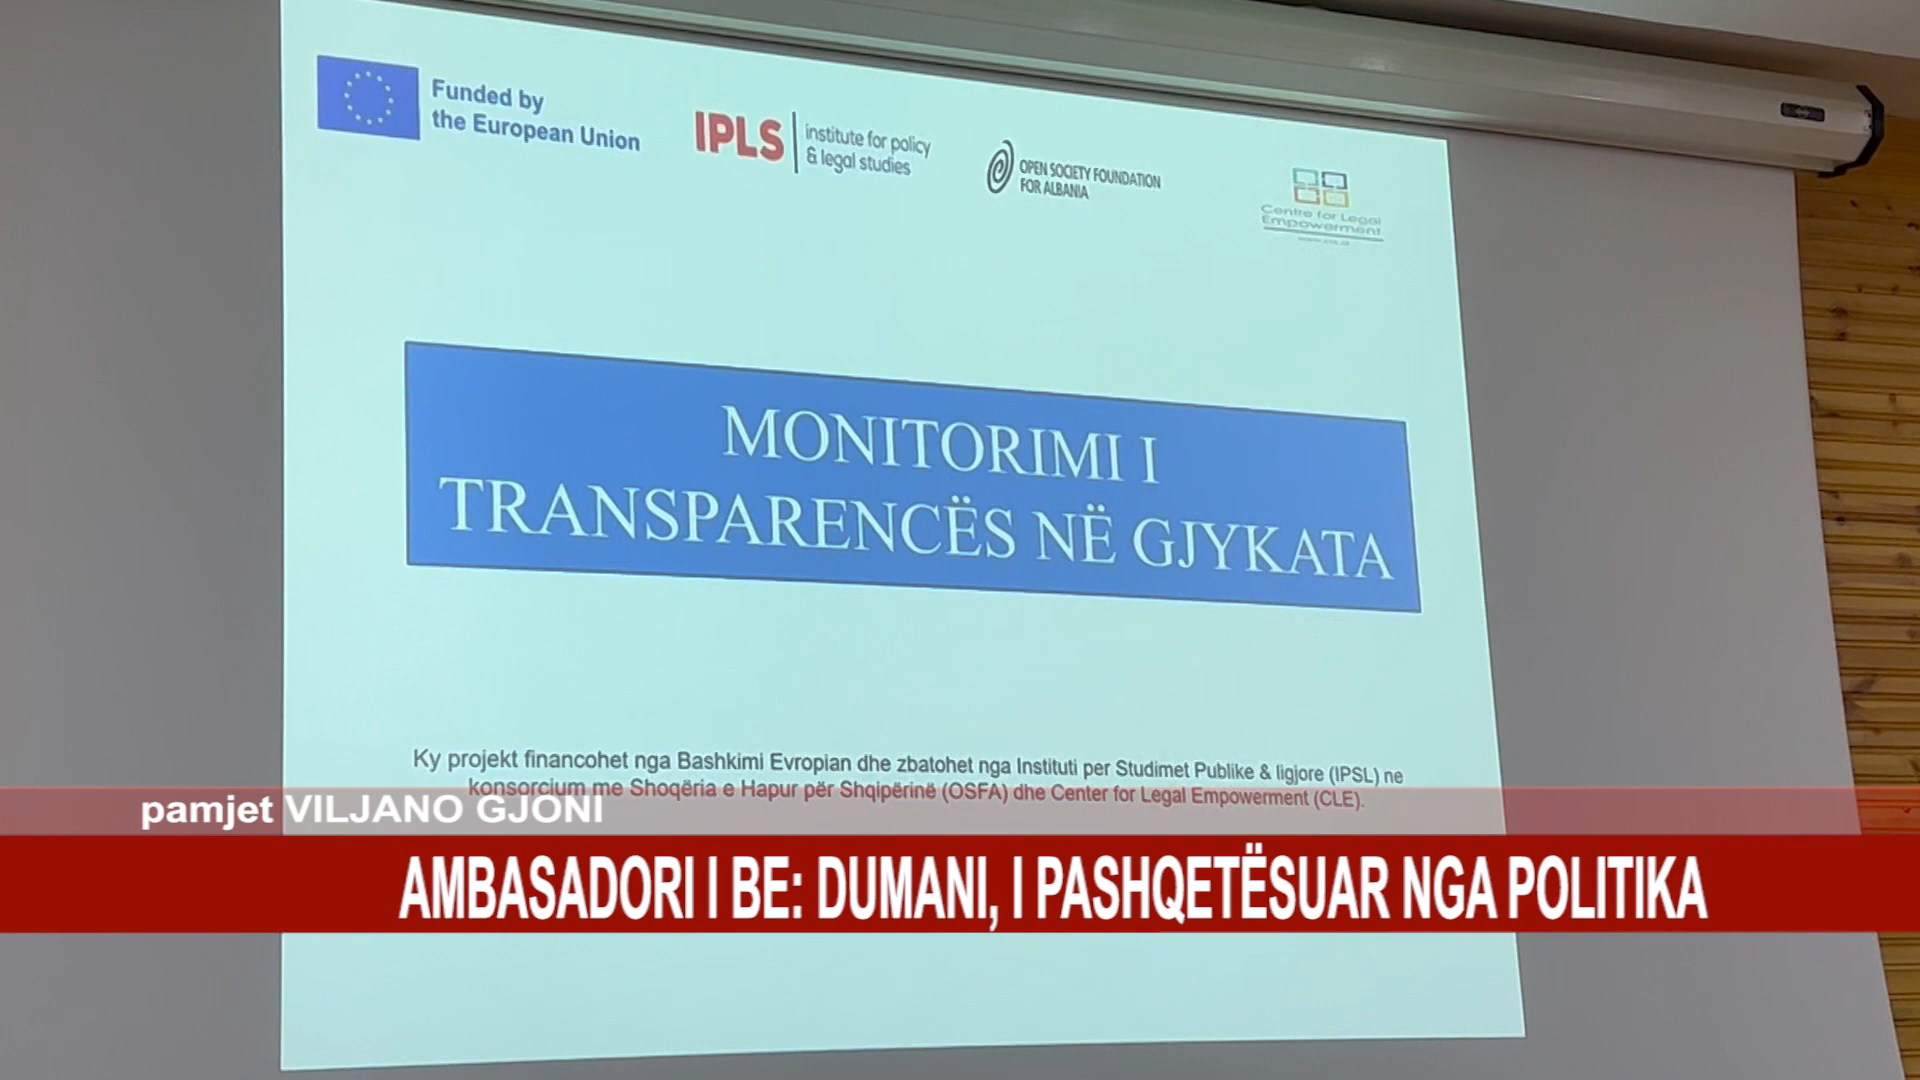 Funded by
the European Union
IPLS
institute for policy
& legal studies
OPEN SOCIETY FOUNDATION
FOR ALBANIA
Centre for Legal
Empowerment
MONITORIMI I
TRANSPARENCËS NË GJYKATA
Ky projekt financohet nga Bashkimi Evropian dhe zbatohet nga Instituti per Studimet Publike & ligjore (IPSL) ne
konsorcium me Shoqëria e Hapur për Shqipërinë (OSFA) dhe Center for Legal Empowerment (CLE).
pamjet VILJANO GJONI
AMBASADORI I BE: DUMANI, I PASHQETËSUAR NGA POLITIKA